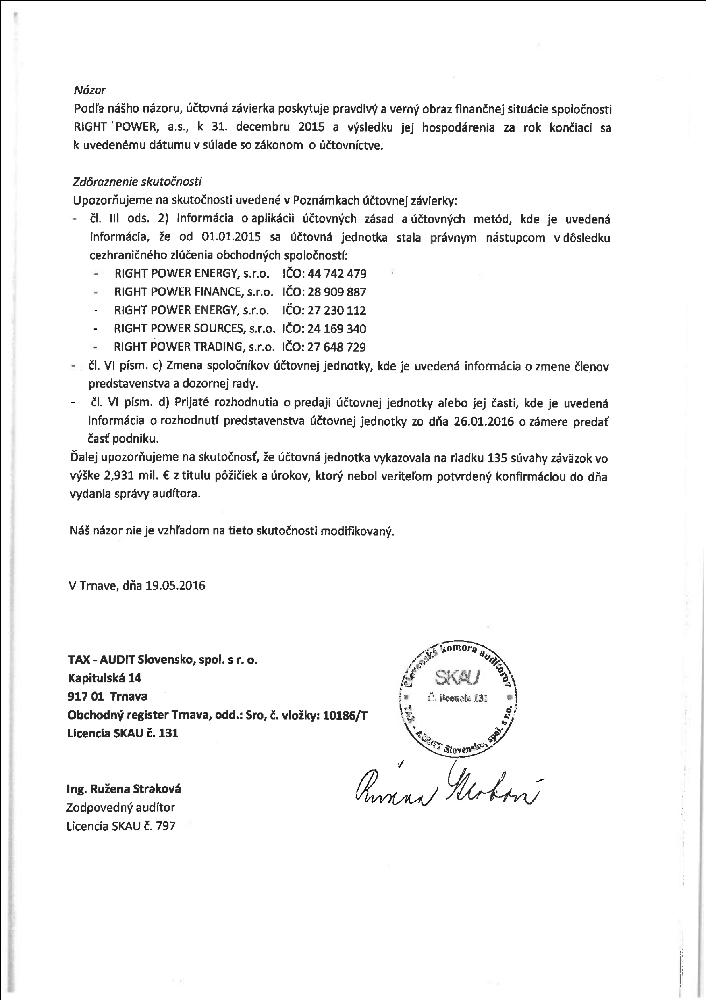 Názor
Podľa nášho názoru, účtovná závierka poskytuje pravdivý a verný obraz finančnej situácie spoločnosti
RIGHT POWER, a.s., k 31. decembru 2015 a výsledku jej hospodárenia za rok končiaci sa
k uvedenému dátumu v súlade so zákonom o účtovníctve.
Zdôraznenie skutočnosti
Upozorňujeme na skutočnosti uvedené v Poznámkach účtovnej závierky:
- čl. III ods. 2) Informácia o aplikácii účtovných zásad a účtovných metód, kde je uvedená
informácia, že od 01.01.2015 sa účtovná jednotka stala právnym nástupcom v dôsledku
cezhraničného zlúčenia obchodných spoločností:
- RIGHT POWER ENERGY, s.r.o. IČO: 44 742 479
- RIGHT POWER FINANCE, s.r.o. IČO: 28 909 887
- RIGHT POWER ENERGY, s.r.o. IČO: 27 230 112
- RIGHT POWER SOURCES, s.r.o. IČO: 24 169 340
- RIGHT POWER TRADING, s.r.o. IČO: 27 648 729
- čl. VI písm. c) Zmena spoločníkov účtovnej jednotky, kde je uvedená informácia o zmene členov
predstavenstva a dozornej rady.
- čl. VI písm. d) Prijaté rozhodnutia o predaji účtovnej jednotky alebo jej časti, kde je uvedená
informácia o rozhodnutí predstavenstva účtovnej jednotky zo dňa 26.01.2016 o zámere predať
časť podniku.
Ďalej upozorňujeme na skutočnosť, že účtovná jednotka vykazovala na riadku 135 súvahy záväzok vo
výške 2,931 mil. € z titulu pôžičiek a úrokov, ktorý nebol veriteľom potvrdený konfirmáciou do dňa
vydania správy audítora.
Náš názor nie je vzhľadom na tieto skutočnosti modifikovaný.
V Trnave, dňa 19.05.2016
TAX - AUDIT Slovensko, spol. s r. o.
Kapitulská 14
917 01 Trnava
Obchodný register Trnava, odd.: Sro, č. vložky: 10186/T
Licencia SKAU č. 131
Slovenská komora audítorov
SKAU
Č. licencie 131
TAX - AUDIT Slovensko, spol. s r.o.
Ing. Ružena Straková
Zodpovedný audítor
Licencia SKAU č. 797
Ružena Straková